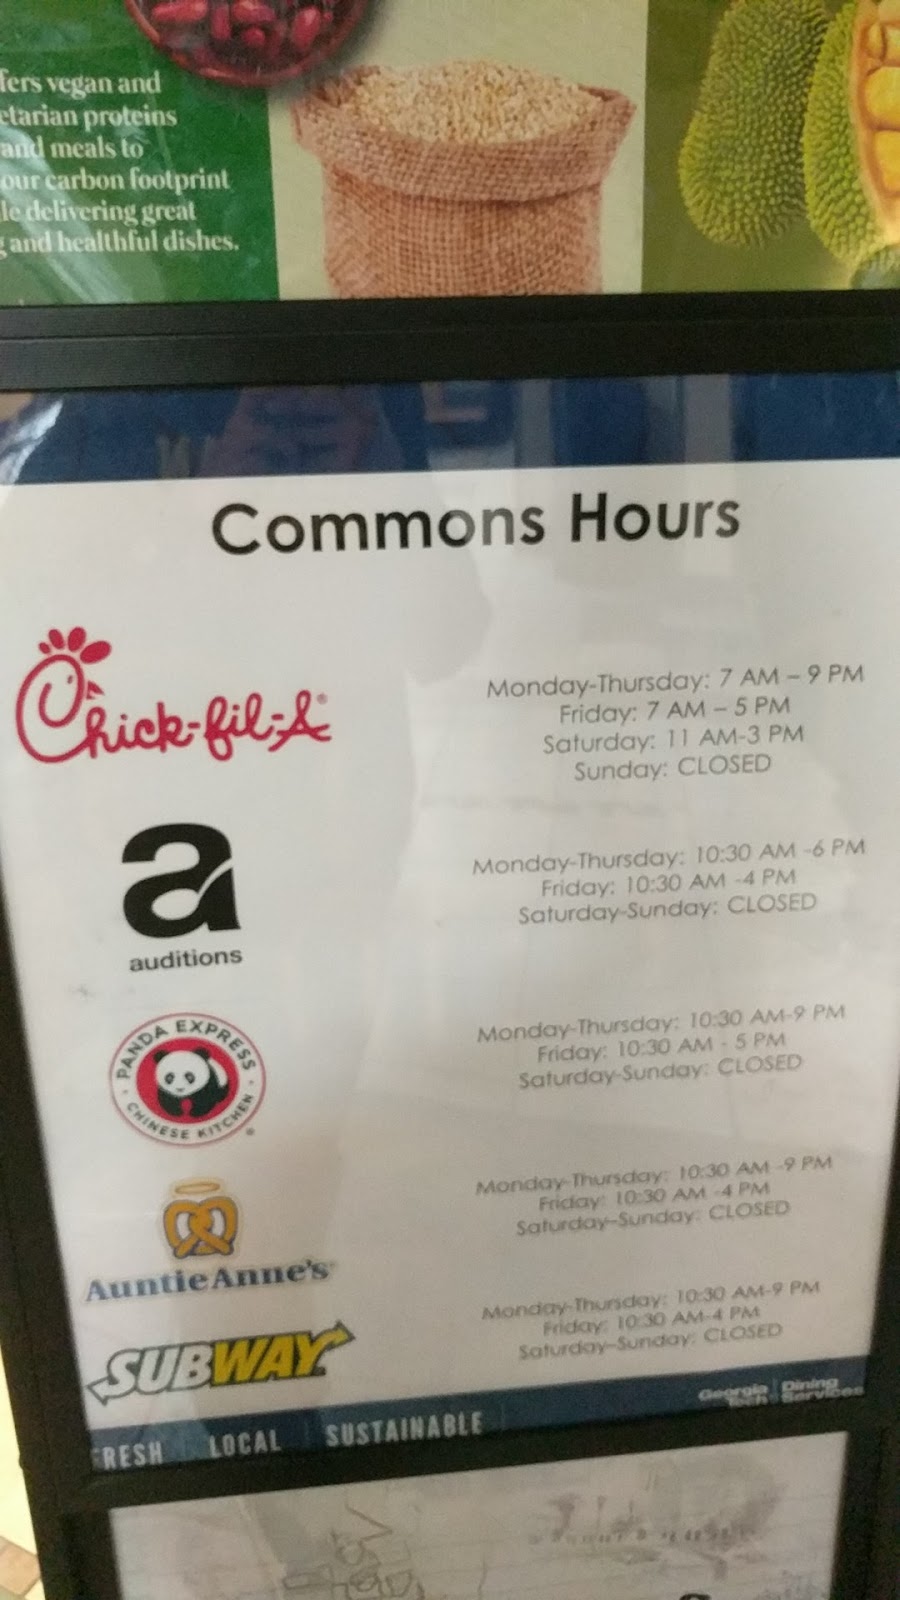 fers vegan and
etarian proteins
and meals to
our carbon footprint
le delivering great
g and healthful dishes.
Commons Hours
Chick-fil-A®
Monday-Thursday: 7 AM – 9 PM
Friday: 7 AM – 5 PM
Saturday: 11 AM-3 PM
Sunday: CLOSED
a
auditions
Monday-Thursday: 10:30 AM -6 PM
Friday: 10:30 AM -4 PM
Saturday-Sunday: CLOSED
PANDA EXPRESS
CHINESE KITCHEN
Monday-Thursday: 10:30 AM-9 PM
Friday: 10:30 AM - 5 PM
Saturday-Sunday: CLOSED
Auntie Anne's
Monday-Thursday: 10:30 AM -9 PM
Friday: 10:30 AM -4 PM
Saturday-Sunday: CLOSED
SUBWAY
Monday-Thursday: 10:30 AM-9 PM
Friday: 10:30 AM-4 PM
Saturday-Sunday: CLOSED
Georgia Tech | Dining Services
FRESH LOCAL SUSTAINABLE